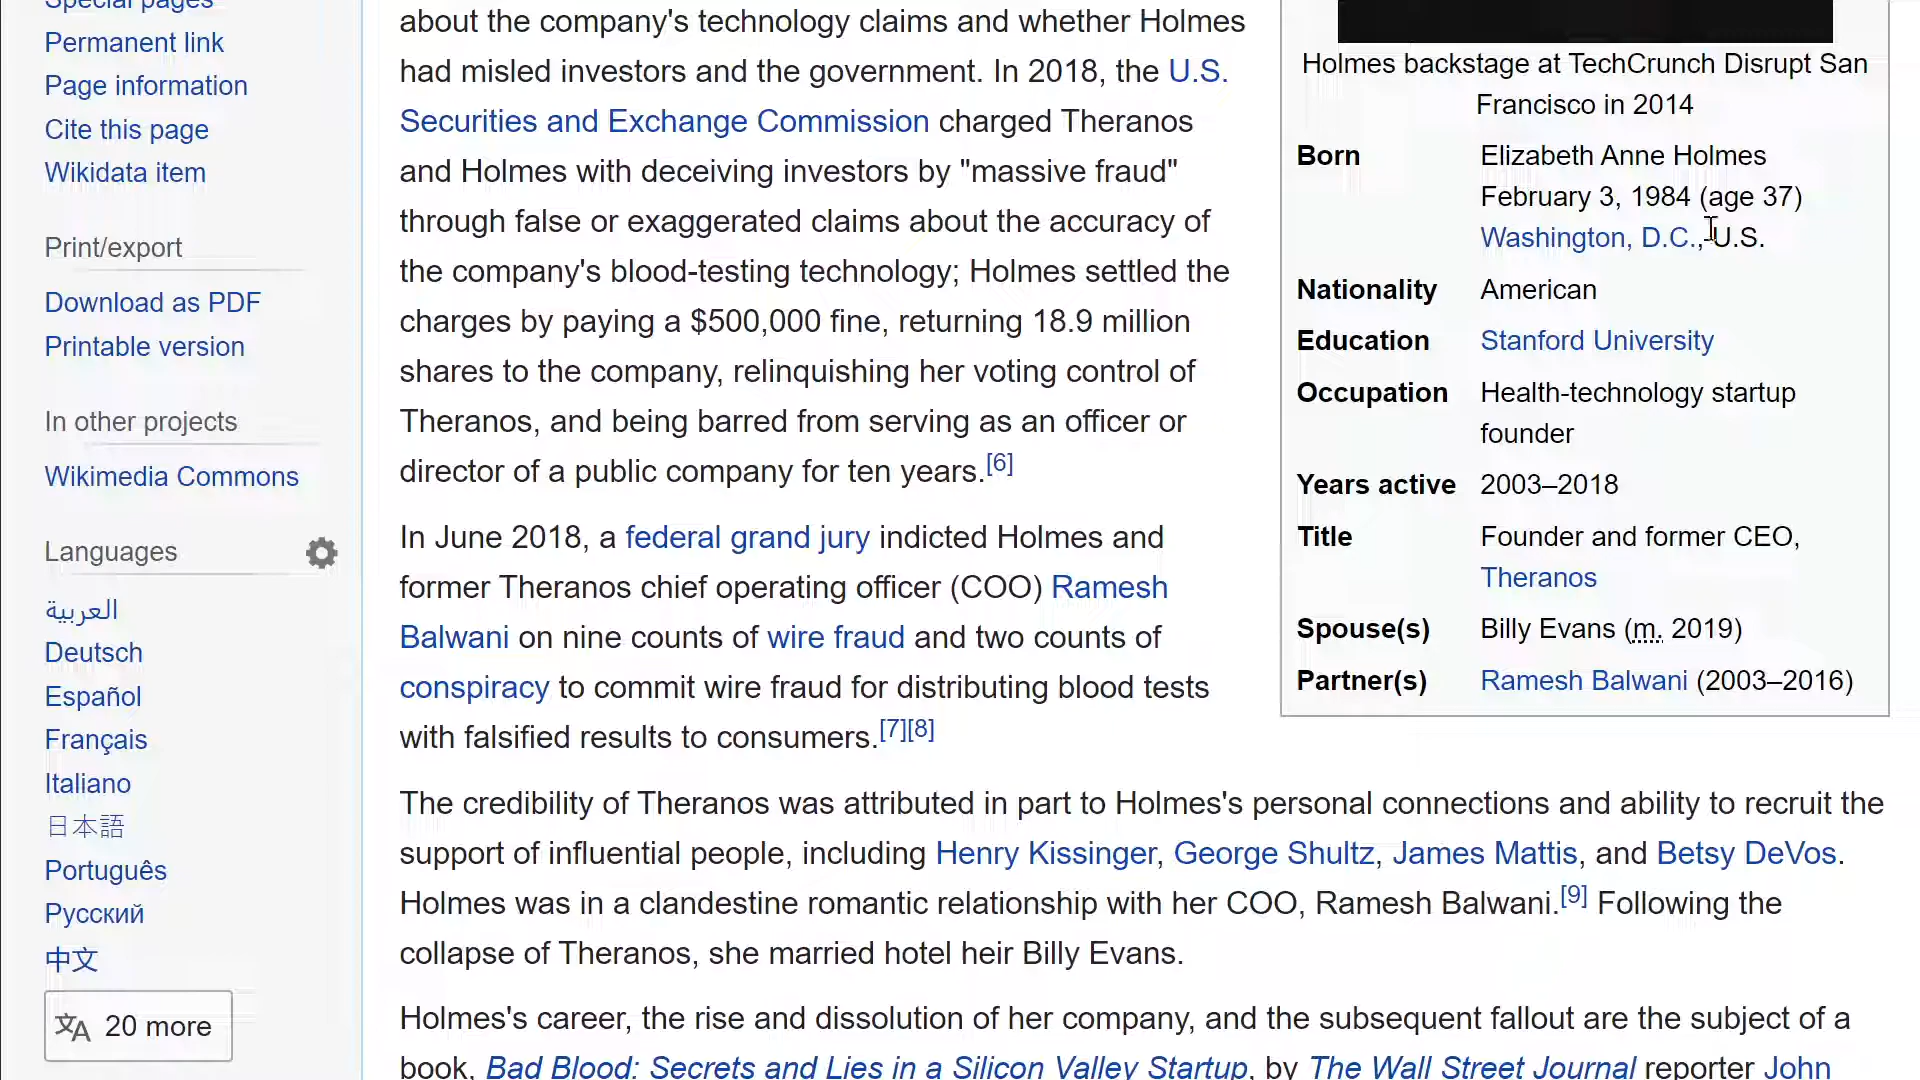 Special pages
Permanent link
Page information
Cite this page
Wikidata item
Print/export
Download as PDF
Printable version
In other projects
Wikimedia Commons
Languages
العربية
Deutsch
Español
Français
Italiano
日本語
Português
Русский
中文
20 more
about the company's technology claims and whether Holmes
had misled investors and the government. In 2018, the U.S.
Securities and Exchange Commission charged Theranos
and Holmes with deceiving investors by "massive fraud"
through false or exaggerated claims about the accuracy of
the company's blood-testing technology; Holmes settled the
charges by paying a $500,000 fine, returning 18.9 million
shares to the company, relinquishing her voting control of
Theranos, and being barred from serving as an officer or
director of a public company for ten years.[6]
In June 2018, a federal grand jury indicted Holmes and
former Theranos chief operating officer (COO) Ramesh
Balwani on nine counts of wire fraud and two counts of
conspiracy to commit wire fraud for distributing blood tests
with falsified results to consumers.[7][8]
The credibility of Theranos was attributed in part to Holmes's personal connections and ability to recruit the
support of influential people, including Henry Kissinger, George Shultz, James Mattis, and Betsy DeVos.
Holmes was in a clandestine romantic relationship with her COO, Ramesh Balwani.[9] Following the
collapse of Theranos, she married hotel heir Billy Evans.
Holmes's career, the rise and dissolution of her company, and the subsequent fallout are the subject of a
book, Bad Blood: Secrets and Lies in a Silicon Valley Startup, by The Wall Street Journal reporter John
Holmes backstage at TechCrunch Disrupt San
Francisco in 2014
Born Elizabeth Anne Holmes
February 3, 1984 (age 37)
Washington, D.C., U.S.
Nationality American
Education Stanford University
Occupation Health-technology startup
founder
Years active 2003–2018
Title Founder and former CEO,
Theranos
Spouse(s) Billy Evans (m. 2019)
Partner(s) Ramesh Balwani (2003–2016)